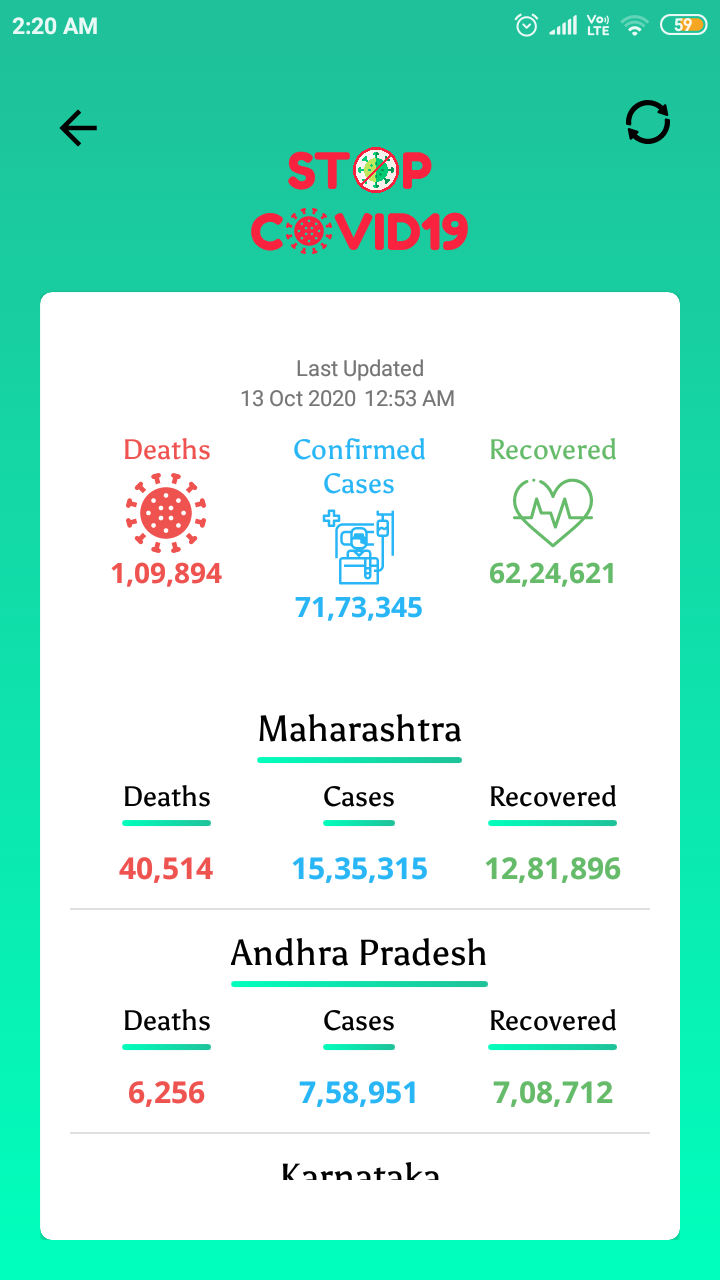 2:20 AM
Vo)) LTE
59
STOP
COVID19
Last Updated
13 Oct 2020 12:53 AM
Deaths
Confirmed
Cases
Recovered
1,09,894
71,73,345
62,24,621
Maharashtra
Deaths Cases Recovered
40,514 15,35,315 12,81,896
Andhra Pradesh
Deaths Cases Recovered
6,256 7,58,951 7,08,712
Karnataka